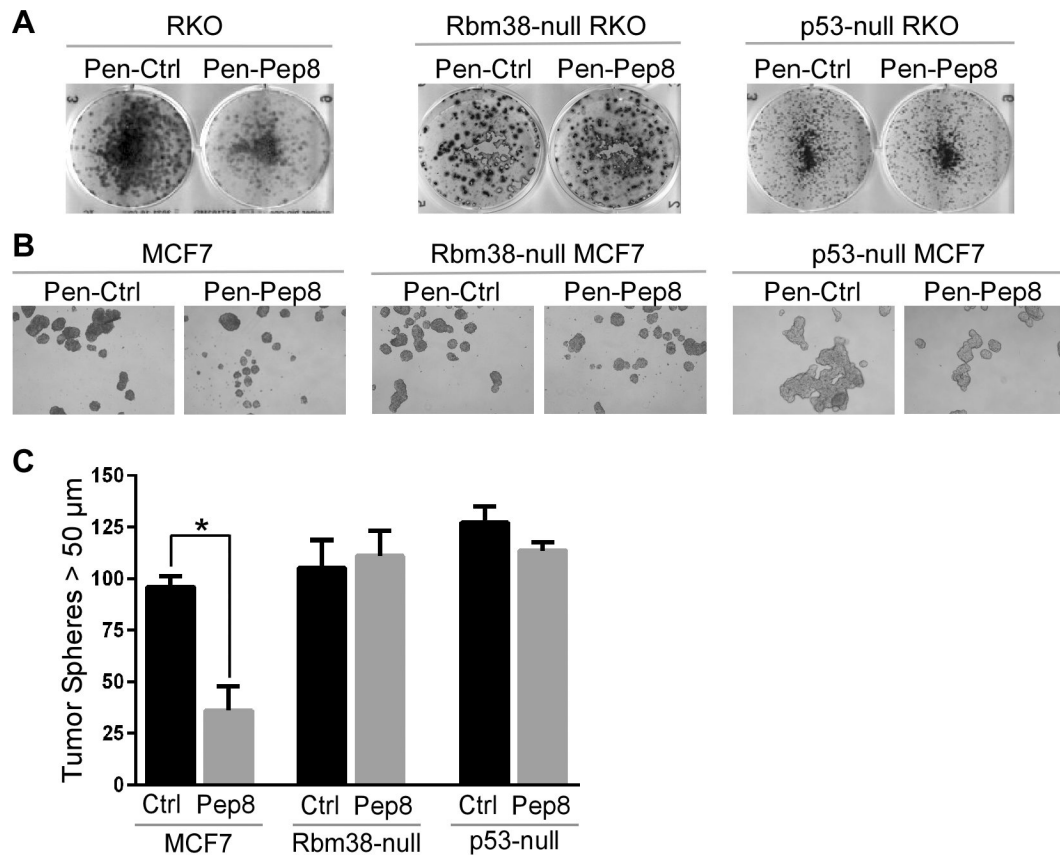 A
RKO
Rbm38-null RKO
p53-null RKO
Pen-Ctrl Pen-Pep8
Pen-Ctrl Pen-Pep8
Pen-Ctrl Pen-Pep8
B
MCF7
Rbm38-null MCF7
p53-null MCF7
Pen-Ctrl Pen-Pep8
Pen-Ctrl Pen-Pep8
Pen-Ctrl Pen-Pep8
C
Tumor Spheres > 50 µm
150
125
100
75
50
25
0
*
Ctrl Pep8
Ctrl Pep8
Ctrl Pep8
MCF7
Rbm38-null
p53-null